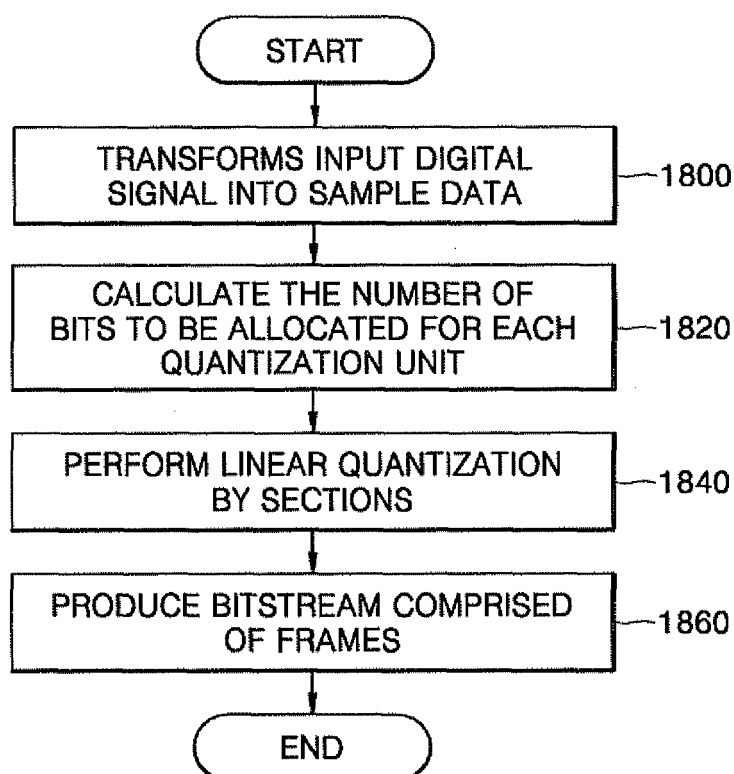 START
TRANSFORMS INPUT DIGITAL
SIGNAL INTO SAMPLE DATA
1800
CALCULATE THE NUMBER OF
BITS TO BE ALLOCATED FOR EACH
QUANTIZATION UNIT
1820
PERFORM LINEAR QUANTIZATION
BY SECTIONS
1840
PRODUCE BITSTREAM COMPRISED
OF FRAMES
1860
END